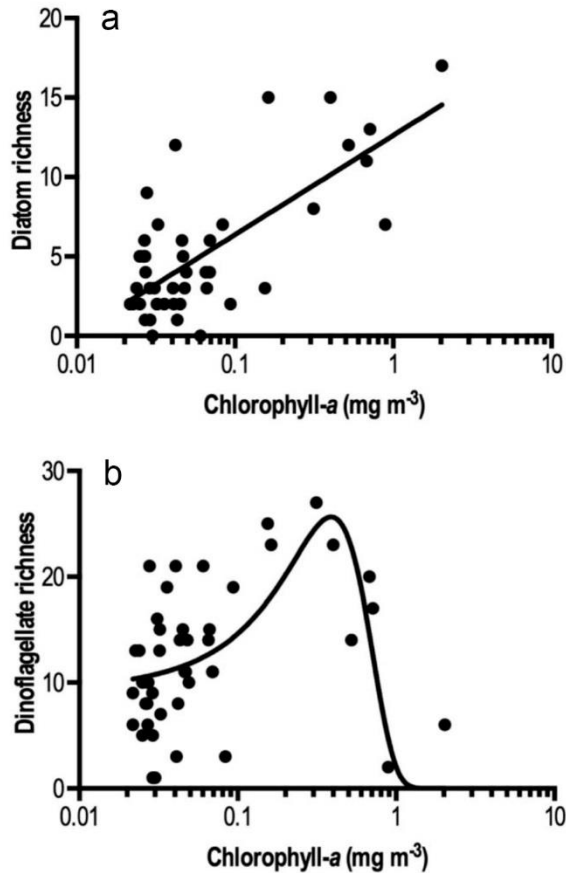 a
20
15
10
5
0
Diatom richness
0.01 0.1 1 10
Chlorophyll-a (mg m-3)
b
30
20
10
0
Dinoflagellate richness
0.01 0.1 1 10
Chlorophyll-a (mg m-3)